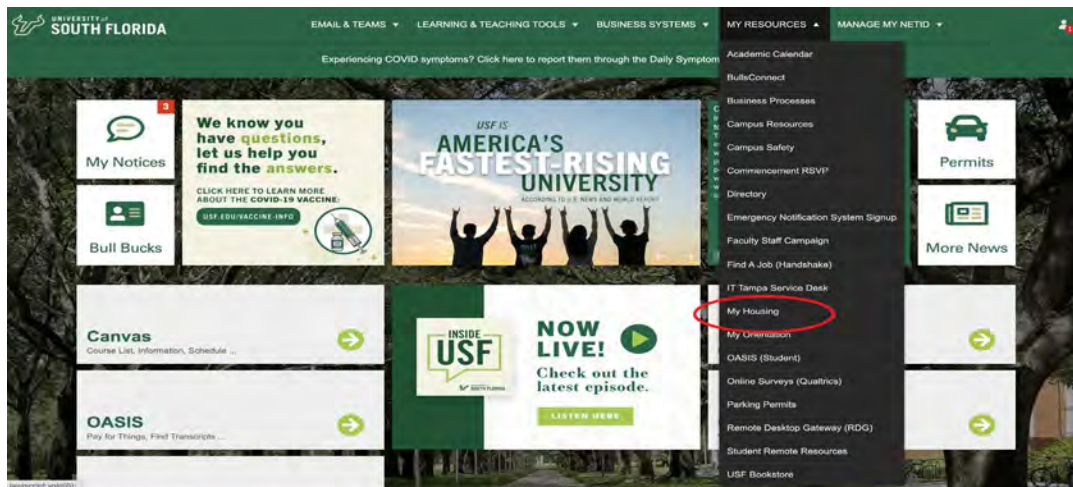 UNIVERSITY of
SOUTH FLORIDA
EMAIL & TEAMS
LEARNING & TEACHING TOOLS
BUSINESS SYSTEMS
MY RESOURCES
MANAGE MY NETID
Experiencing COVID symptoms? Click here to report them through the Daily Symptom
3
My Notices
Bull Bucks
We know you
have questions,
let us help you
find the answers.
CLICK HERE TO LEARN MORE
ABOUT THE COVID-19 VACCINE:
USF.EDU/VACCINE-INFO
USF IS
AMERICA'S
FASTEST-RISING
UNIVERSITY
ACCORDING TO U.S. NEWS AND WORLD REPORT
Academic Calendar
BullsConnect
Business Processes
Campus Resources
Campus Safety
Commencement RSVP
Directory
Emergency Notification System Signup
Faculty Staff Campaign
Find A Job (Handshake)
IT Tampa Service Desk
My Housing
My Orientation
OASIS (Student)
Online Surveys (Qualtrics)
Parking Permits
Remote Desktop Gateway (RDG)
Student Remote Resources
USF Bookstore
Permits
More News
Canvas
Course List, Information, Schedule ...
OASIS
Pay for Things, Find Transcripts ...
INSIDE
USF
SOUTH FLORIDA
NOW
LIVE!
Check out the
latest episode.
LISTEN HERE